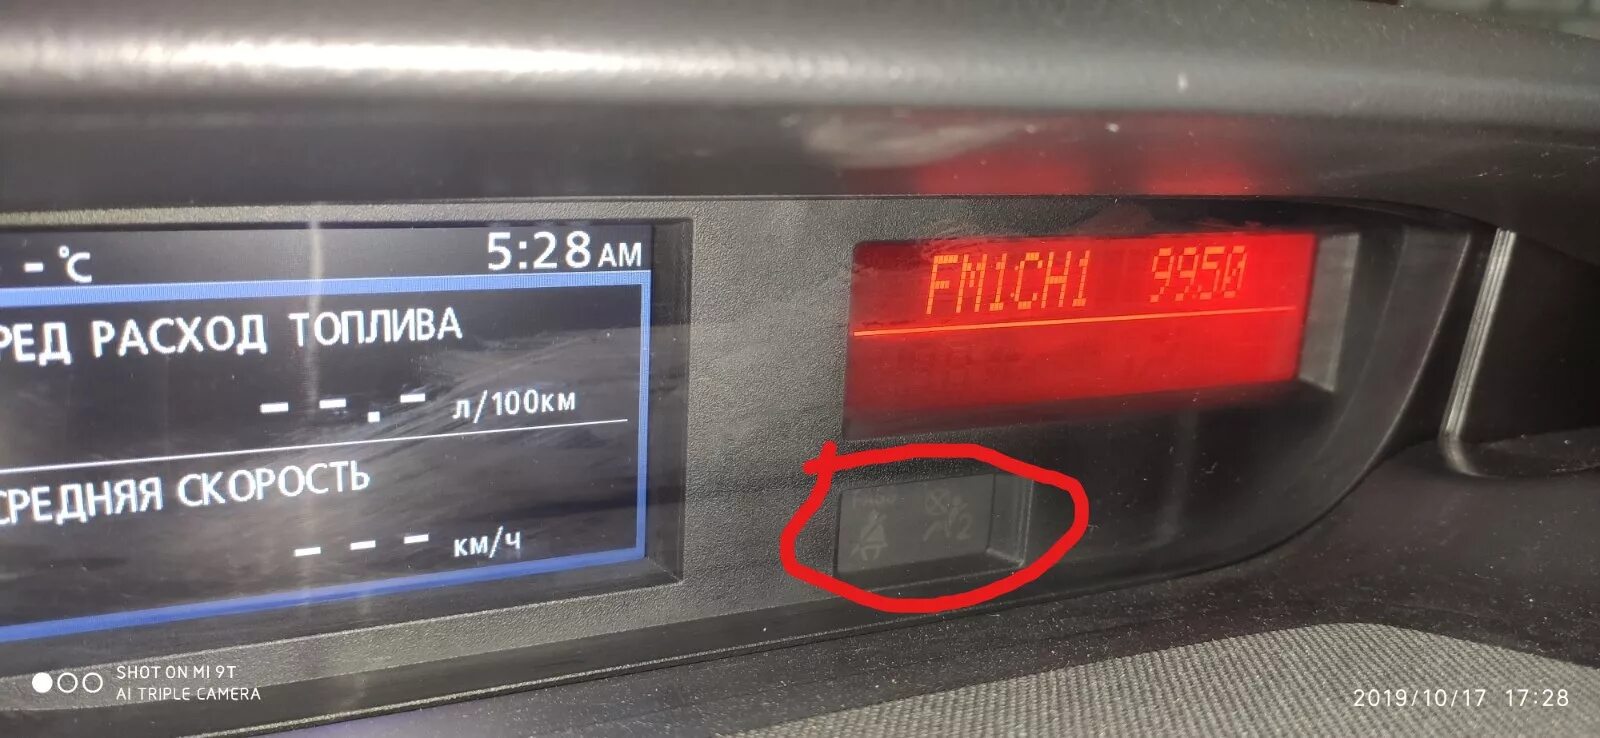 - °C
5:28 AM
РЕД РАСХОД ТОПЛИВА
- -.- л/100км
СРЕДНЯЯ СКОРОСТЬ
- - - км/ч
FM1CH1 99.50
2
SHOT ON MI 9T
AI TRIPLE CAMERA
2019/10/17 17:28